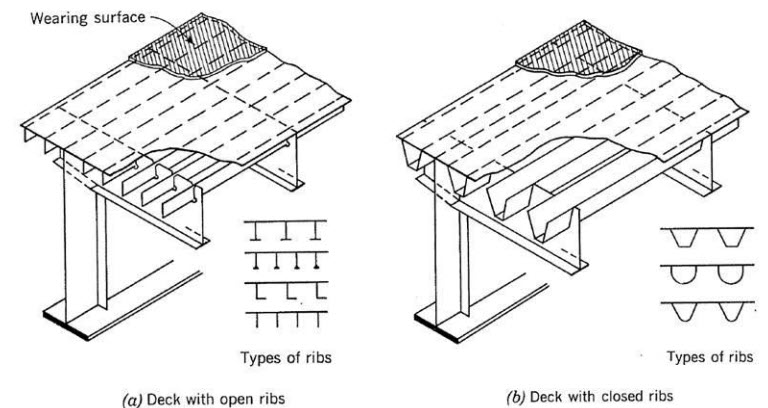 Wearing surface
Types of ribs
(a) Deck with open ribs
Types of ribs
(b) Deck with closed ribs